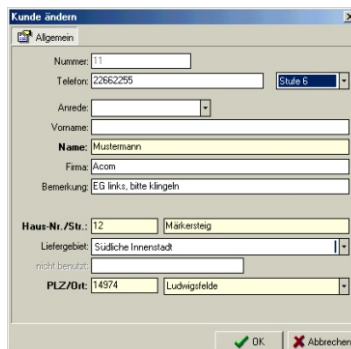 Kunde ändern
Allgemein
Nummer: 11
Telefon: 22662255 Stufe 6
Anrede:
Vorname:
Name: Mustermann
Firma: Acom
Bemerkung: EG links, bitte klingeln
Haus-Nr./Str.: 12 Märkersteig
Liefergebiet: Südliche Innenstadt
nicht benutzt:
PLZ/Ort: 14974 Ludwigsfelde
OK Abbrechen